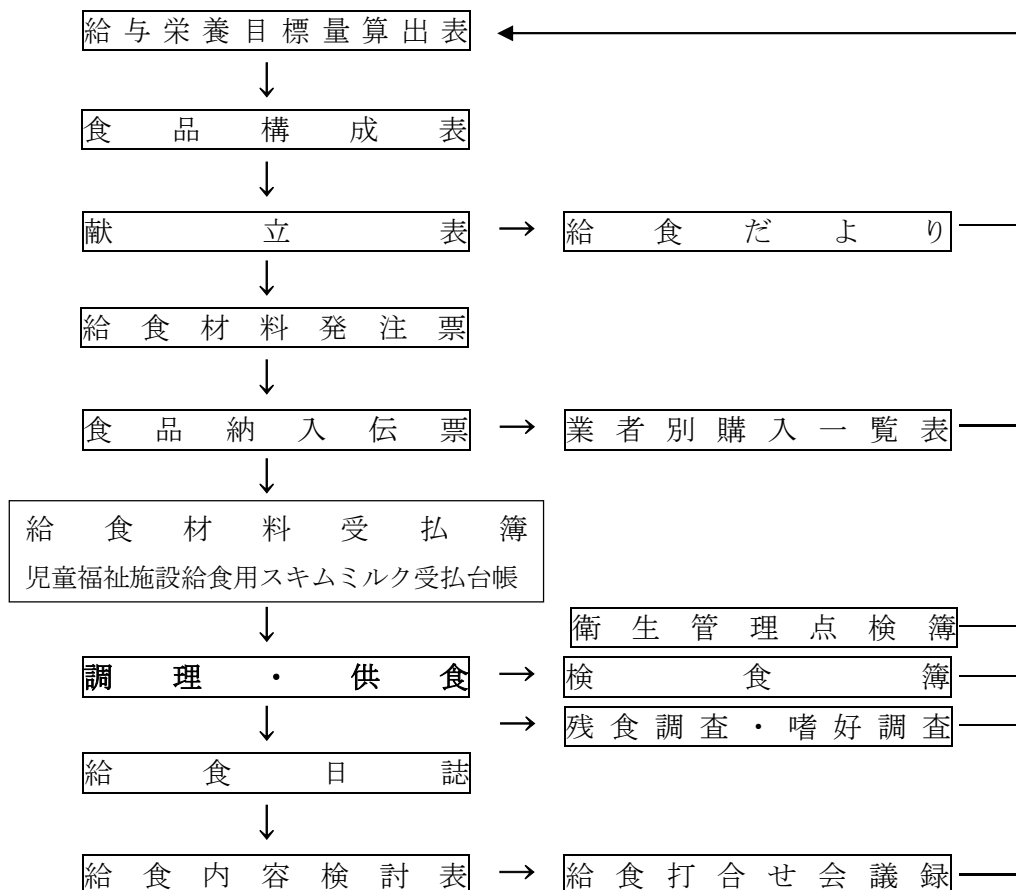 給与栄養目標量算出表
食品構成表
献立表 → 給食だより
給食材料発注票
食品納入伝票 → 業者別購入一覧表
給食材料受払簿
児童福祉施設給食用スキムミルク受払台帳
衛生管理点検簿
調理・供食 → 検食簿
→ 残食調査・嗜好調査
給食日誌
給食内容検討表 → 給食打合せ会議録